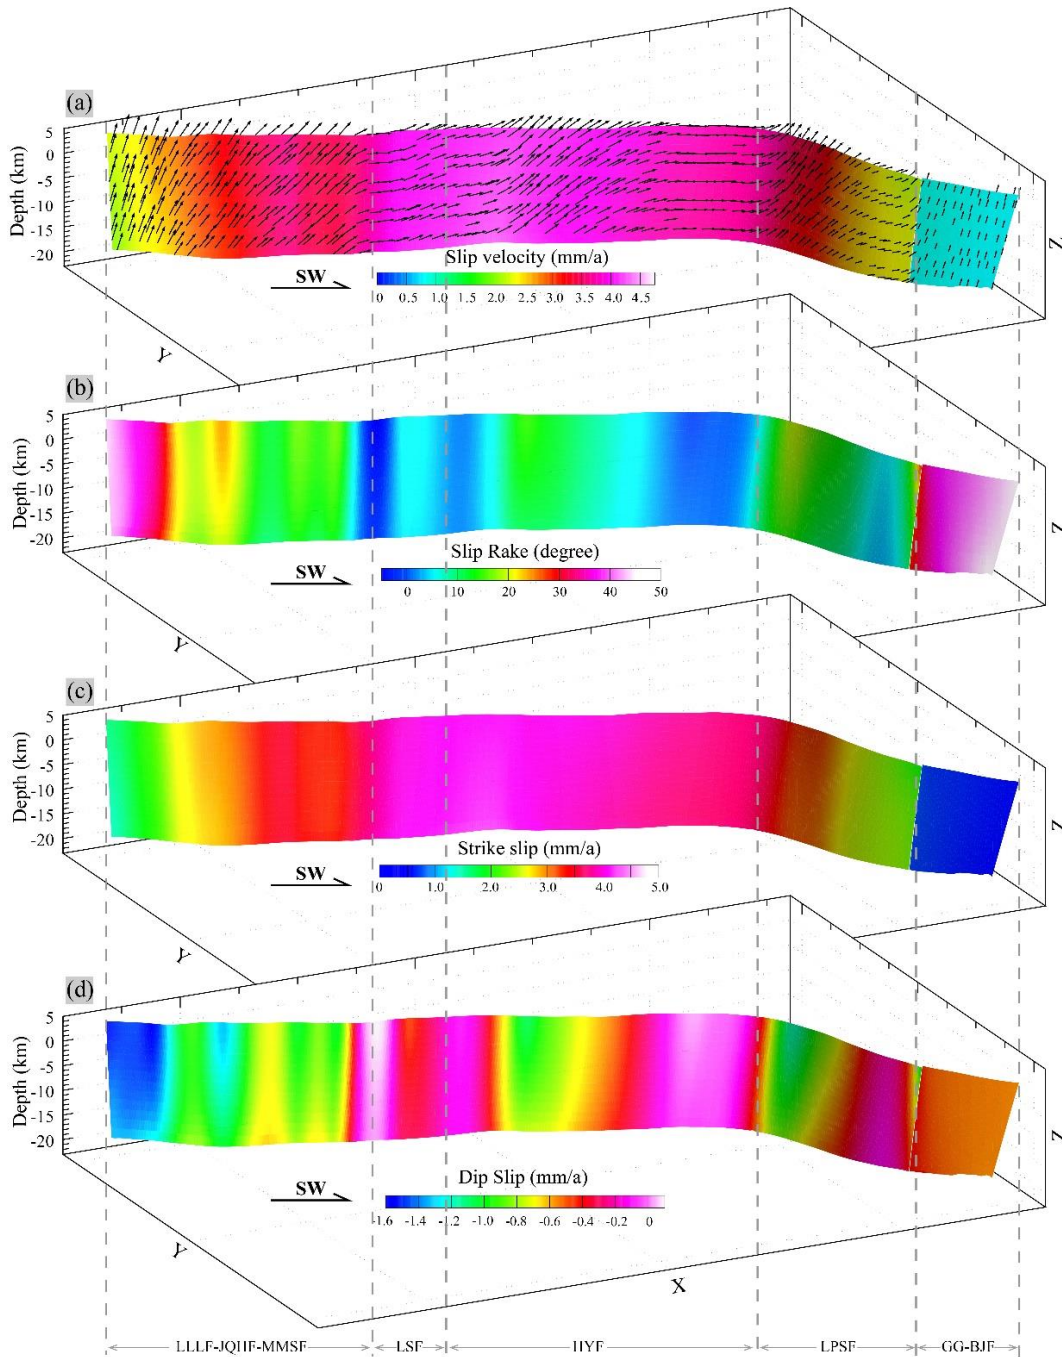 (a)
5
0
-5
-10
-15
-20
Depth (km)
Slip velocity (mm/a)
SW
0 0.5 1.0 1.5 2.0 2.5 3.0 3.5 4.0 4.5
Y
Z
(b)
5
0
-5
-10
-15
-20
Depth (km)
Slip Rake (degree)
SW
0 10 20 30 40 50
Y
Z
(c)
5
0
-5
-10
-15
-20
Depth (km)
Strike slip (mm/a)
SW
0 1.0 2.0 3.0 4.0 5.0
Y
Z
(d)
5
0
-5
-10
-15
-20
Depth (km)
Dip Slip (mm/a)
SW
-1.6 -1.4 -1.2 -1.0 -0.8 -0.6 -0.4 -0.2 0
Y
X
Z
LLLF-JQHF-MMSF LSF HYF LPSF GG-BJF